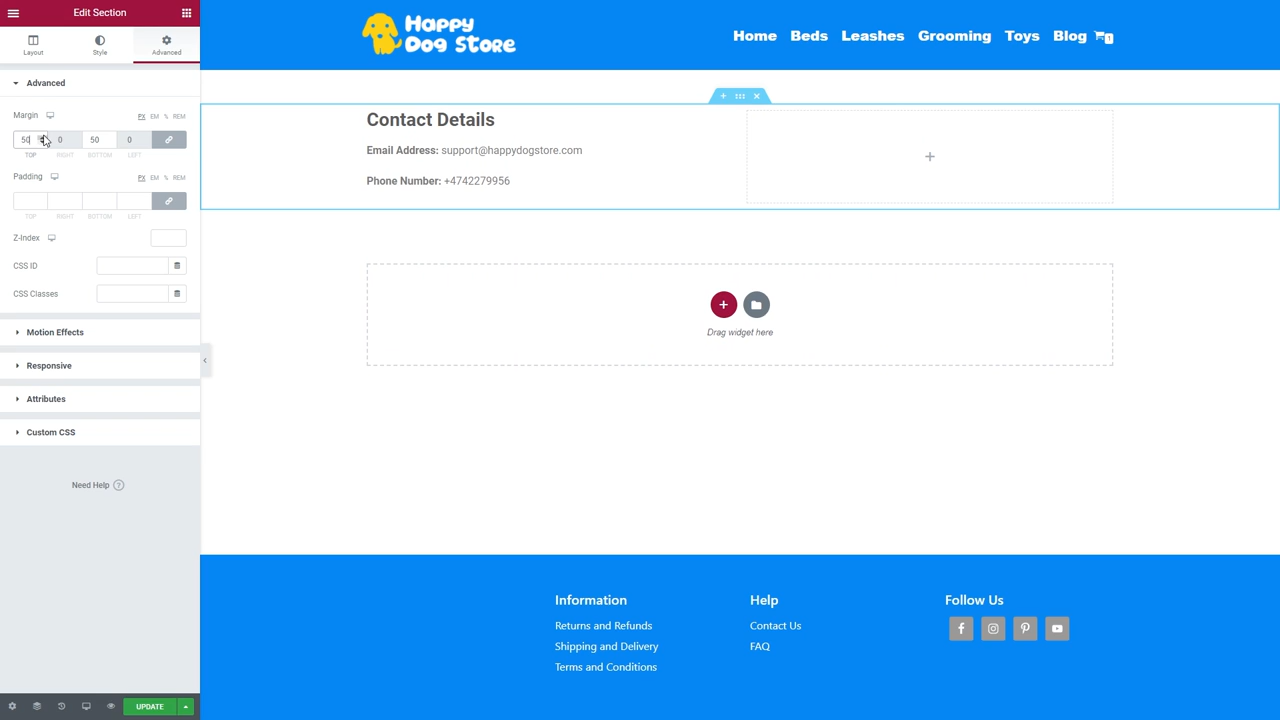 Edit Section
Layout
Style
Advanced
Advanced
Margin
PX EM % REM
50 0 50 0
TOP RIGHT BOTTOM LEFT
Padding
PX EM % REM
TOP RIGHT BOTTOM LEFT
Z-Index
CSS ID
CSS Classes
Motion Effects
Responsive
Attributes
Custom CSS
Need Help ?
UPDATE
Happy
Dog Store
Home Beds Leashes Grooming Toys Blog 1
Contact Details
Email Address: support@happydogstore.com
Phone Number: +4742279956
Drag widget here
Information
Returns and Refunds
Shipping and Delivery
Terms and Conditions
Help
Contact Us
FAQ
Follow Us